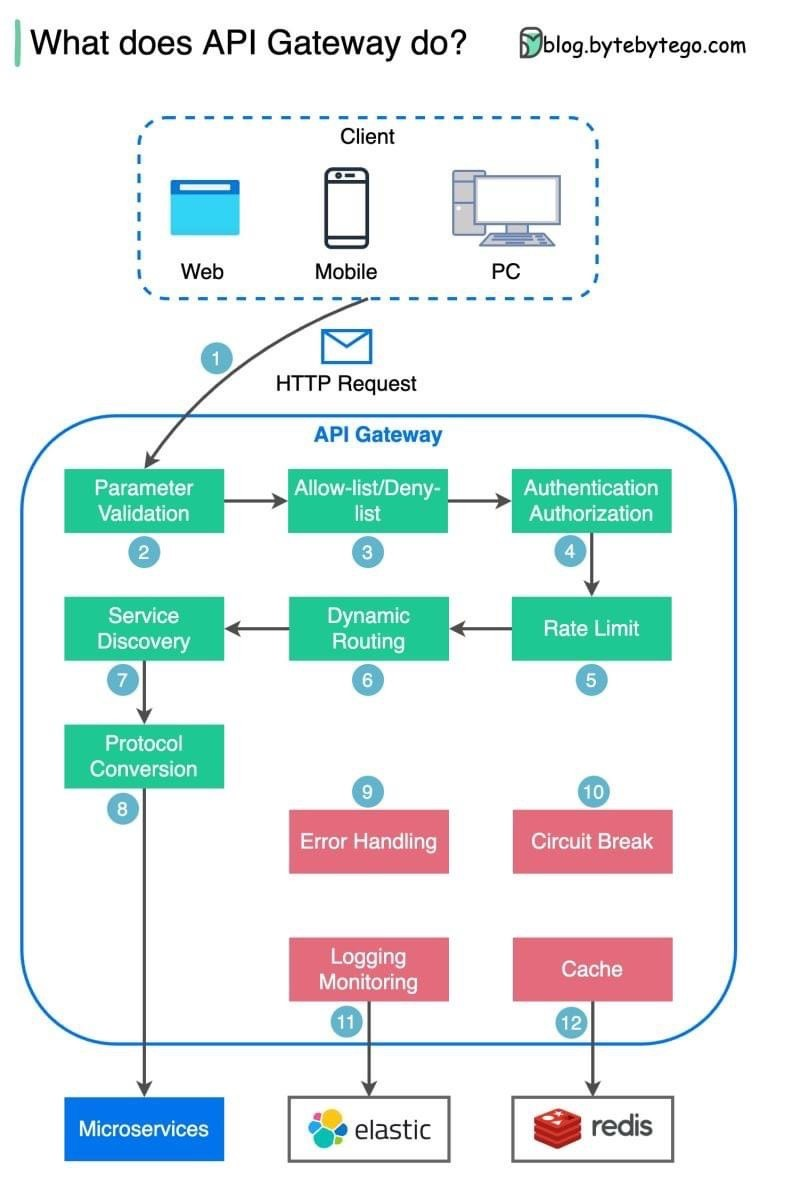 What does API Gateway do?
blog.bytebytego.com
Client
Web
Mobile
PC
1
HTTP Request
API Gateway
Parameter
Validation
Allow-list/Deny-
list
Authentication
Authorization
2
3
4
Service
Discovery
Dynamic
Routing
Rate Limit
7
6
5
Protocol
Conversion
8
9
10
Error Handling
Circuit Break
Logging
Monitoring
Cache
11
12
Microservices
elastic
redis